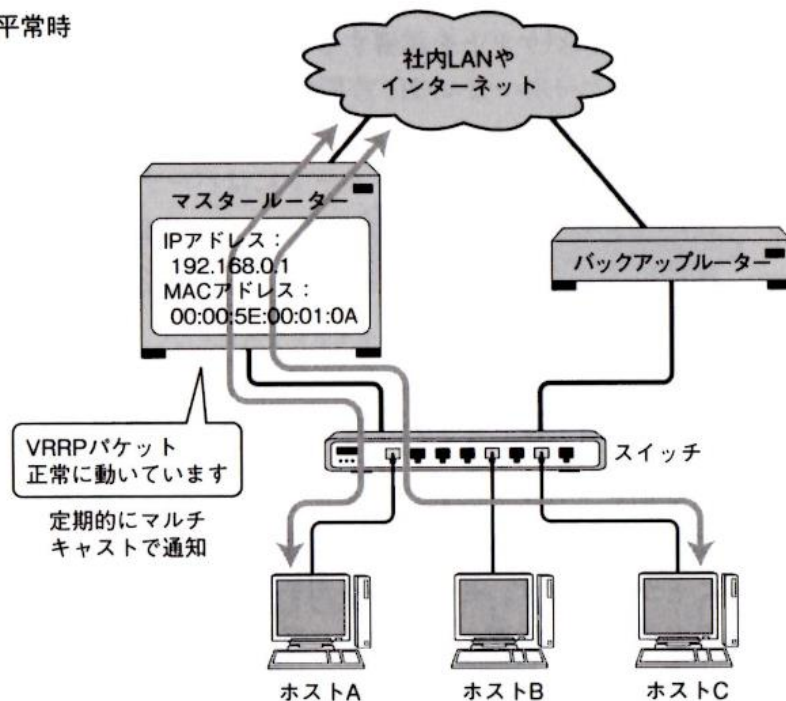 平常時
社内LANや
インターネット
マスタールーター
IPアドレス：
192.168.0.1
MACアドレス：
00:00:5E:00:01:0A
バックアップルーター
VRRPパケット
正常に動いています
スイッチ
定期的にマルチ
キャストで通知
ホストA
ホストB
ホストC